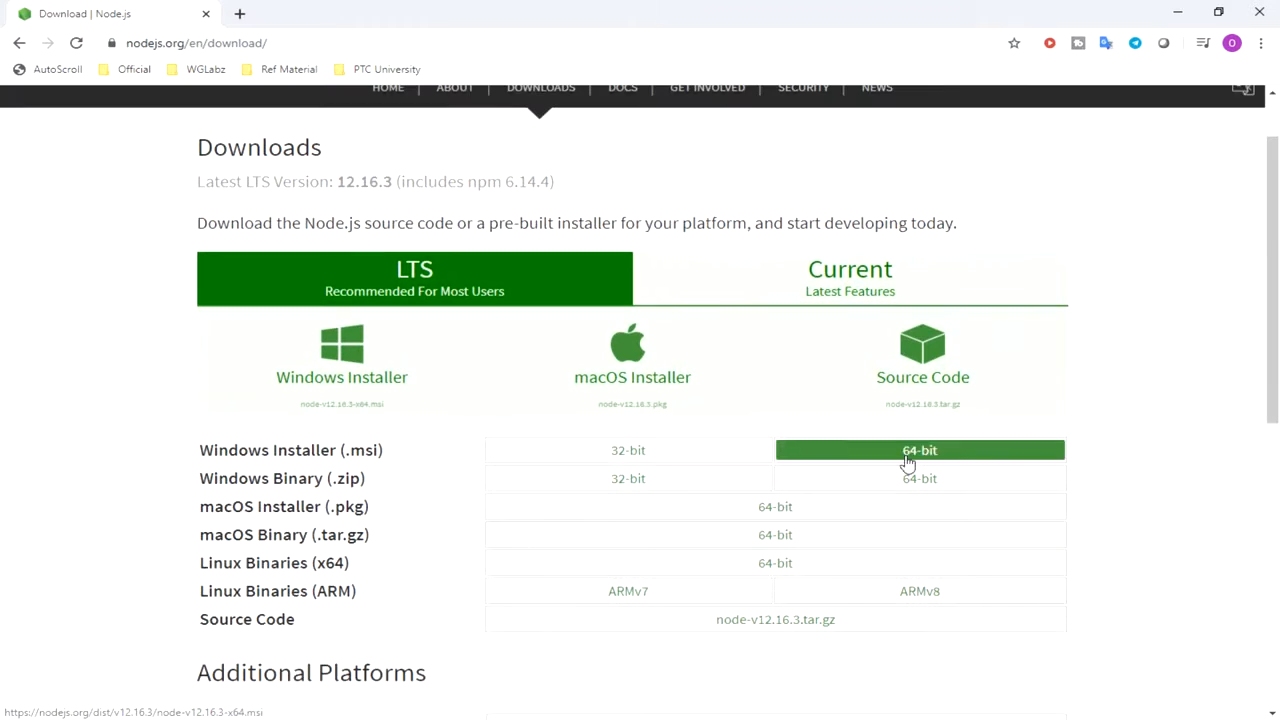 Download | Node.js
nodejs.org/en/download/
AutoScroll Official WGLabz Ref Material PTC University
O
HOME ABOUT DOWNLOADS DOCS GET INVOLVED SECURITY NEWS
Downloads
Latest LTS Version: 12.16.3 (includes npm 6.14.4)
Download the Node.js source code or a pre-built installer for your platform, and start developing today.
LTS
Recommended For Most Users
Current
Latest Features
Windows Installer
node-v12.16.3-x64.msi
macOS Installer
node-v12.16.3.pkg
Source Code
node-v12.16.3.tar.gz
Windows Installer (.msi) 32-bit 64-bit
Windows Binary (.zip) 32-bit 64-bit
macOS Installer (.pkg) 64-bit
macOS Binary (.tar.gz) 64-bit
Linux Binaries (x64) 64-bit
Linux Binaries (ARM) ARMv7 ARMv8
Source Code node-v12.16.3.tar.gz
Additional Platforms
https://nodejs.org/dist/v12.16.3/node-v12.16.3-x64.msi